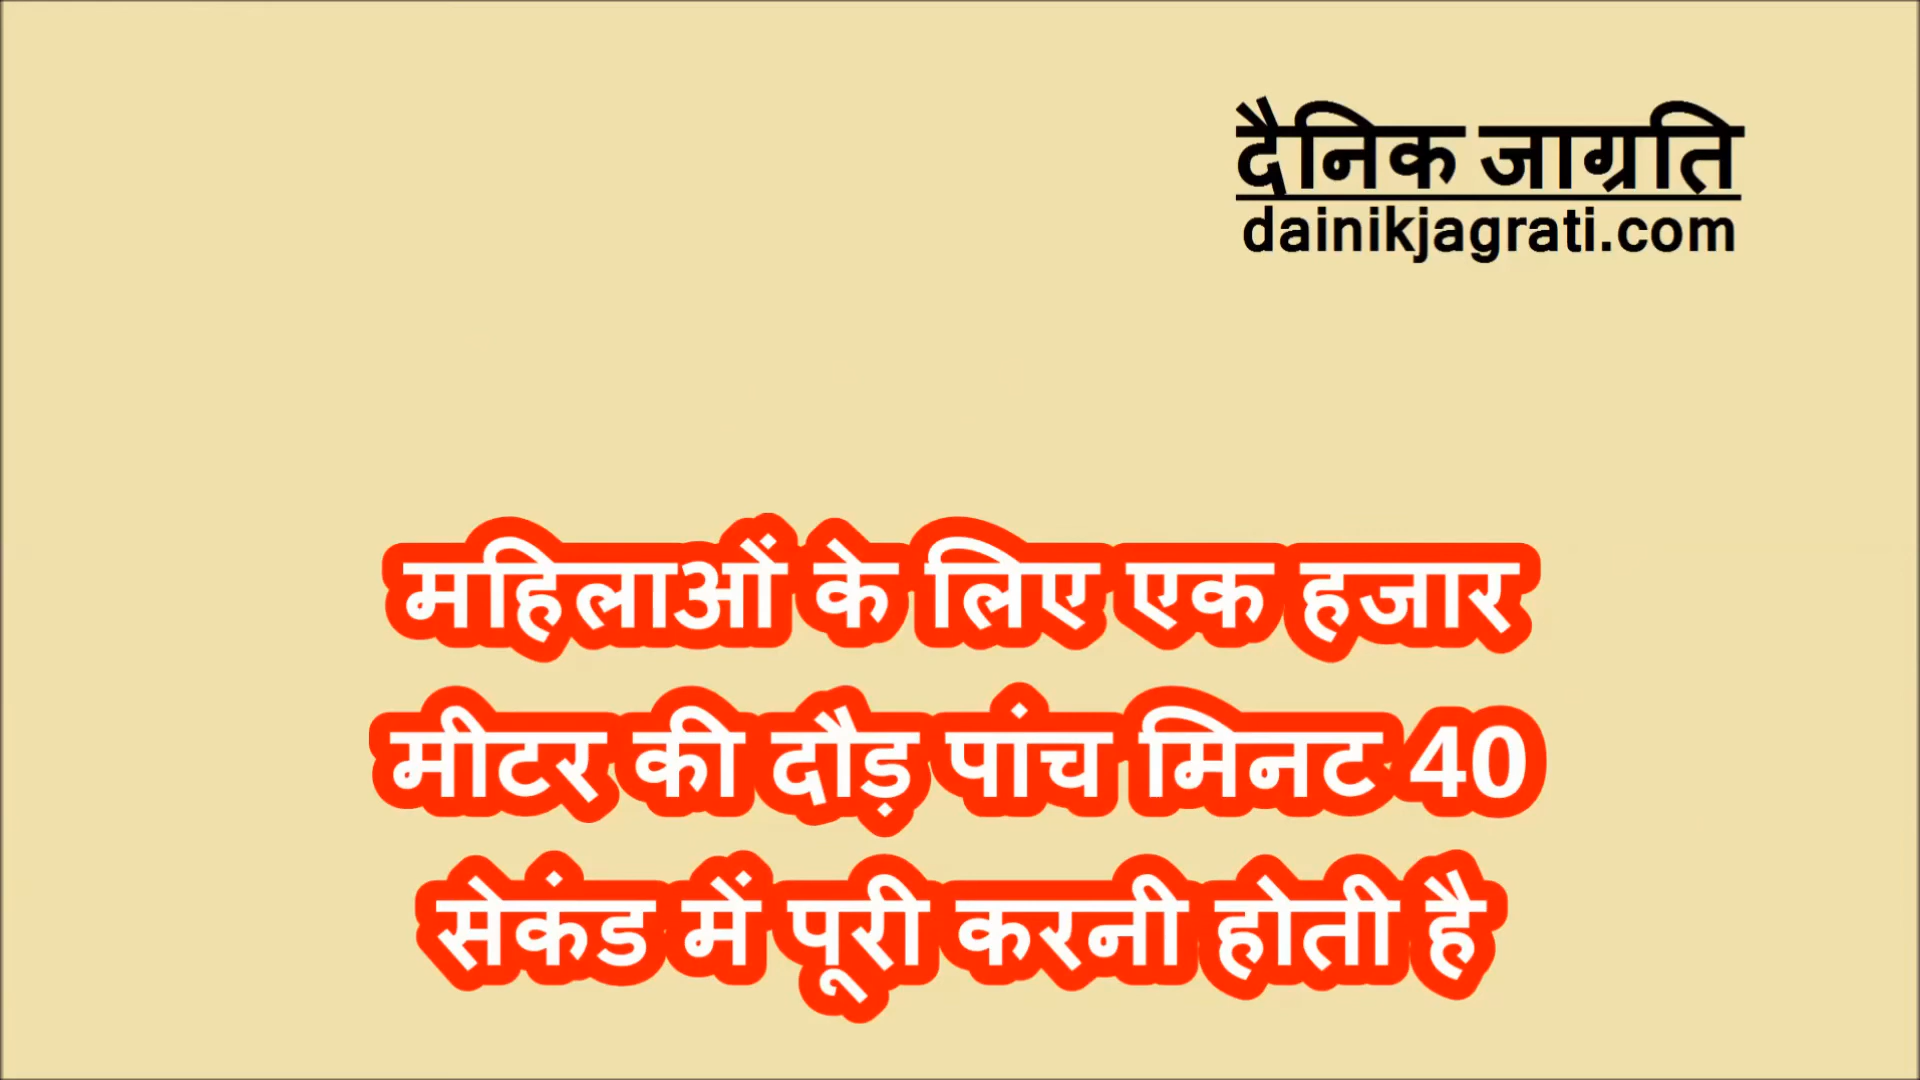 दैनिक जाग्रति
dainikjagrati.com
महिलाओं के लिए एक हजार
मीटर की दौड़ पांच मिनट 40
सेकंड में पूरी करनी होती है